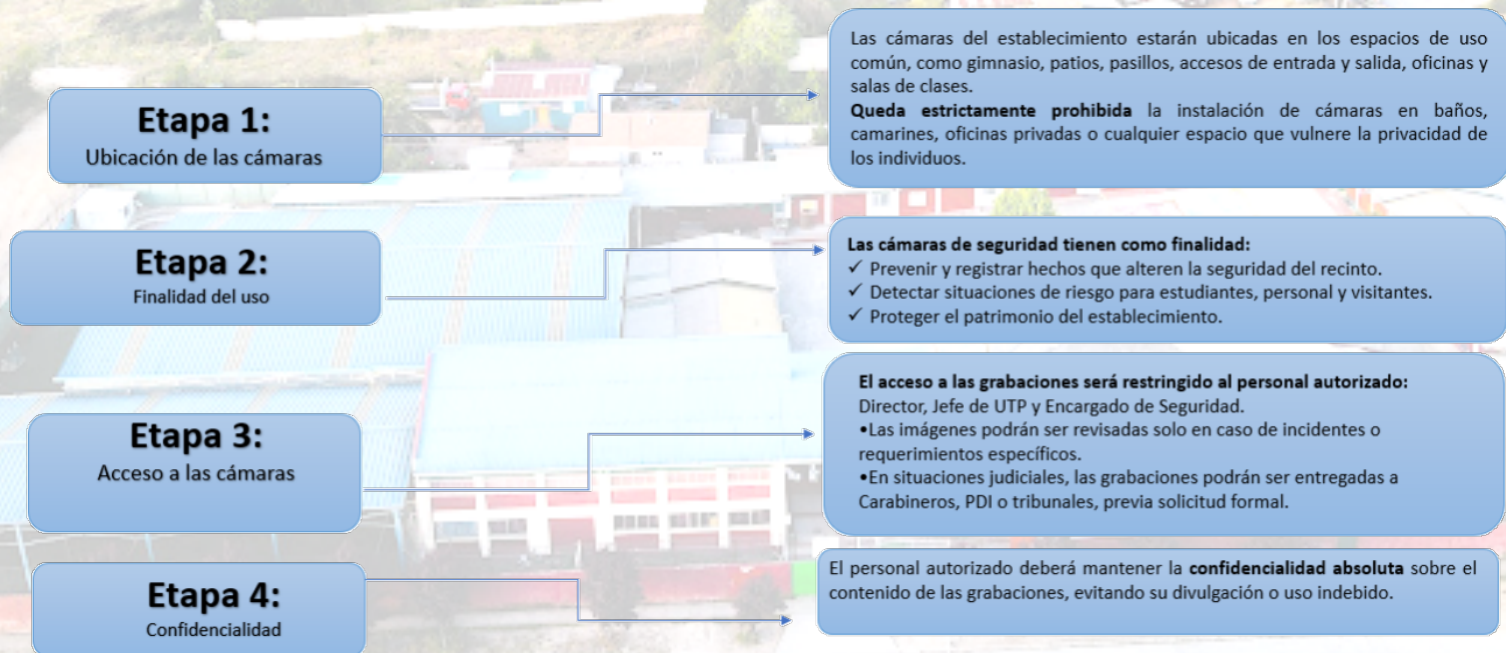 Etapa 1:
Ubicación de las cámaras
Las cámaras del establecimiento estarán ubicadas en los espacios de uso
común, como gimnasio, patios, pasillos, accesos de entrada y salida, oficinas y
salas de clases.
Queda estrictamente prohibida la instalación de cámaras en baños,
camarines, oficinas privadas o cualquier espacio que vulnere la privacidad de
los individuos.
Etapa 2:
Finalidad del uso
Las cámaras de seguridad tienen como finalidad:
✓ Prevenir y registrar hechos que alteren la seguridad del recinto.
✓ Detectar situaciones de riesgo para estudiantes, personal y visitantes.
✓ Proteger el patrimonio del establecimiento.
Etapa 3:
Acceso a las cámaras
El acceso a las grabaciones será restringido al personal autorizado:
Director, Jefe de UTP y Encargado de Seguridad.
•Las imágenes podrán ser revisadas solo en caso de incidentes o
requerimientos específicos.
•En situaciones judiciales, las grabaciones podrán ser entregadas a
Carabineros, PDI o tribunales, previa solicitud formal.
Etapa 4:
Confidencialidad
El personal autorizado deberá mantener la confidencialidad absoluta sobre el
contenido de las grabaciones, evitando su divulgación o uso indebido.